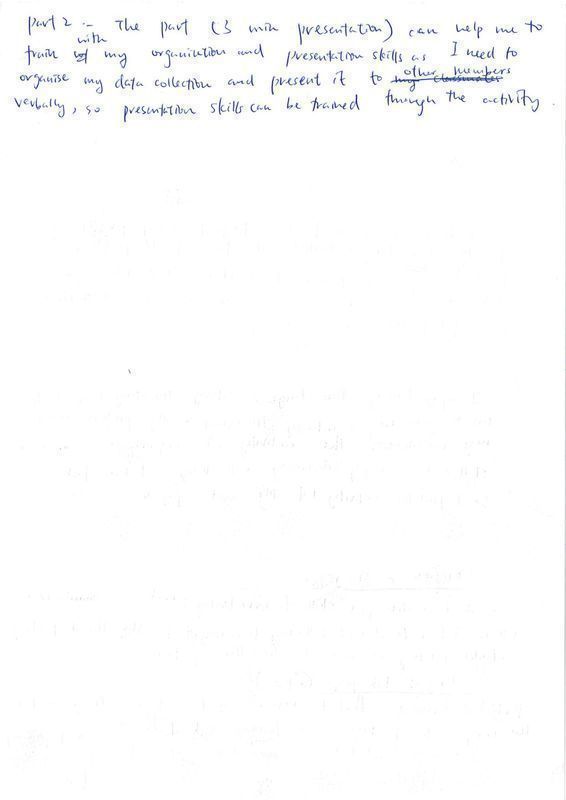 part 2 :- The part (3 min presentation) can help me to
train with my organization and presentation skills as I need to
organise my data collection and present it to other members
verbally, so presentation skills can be trained through the activity.